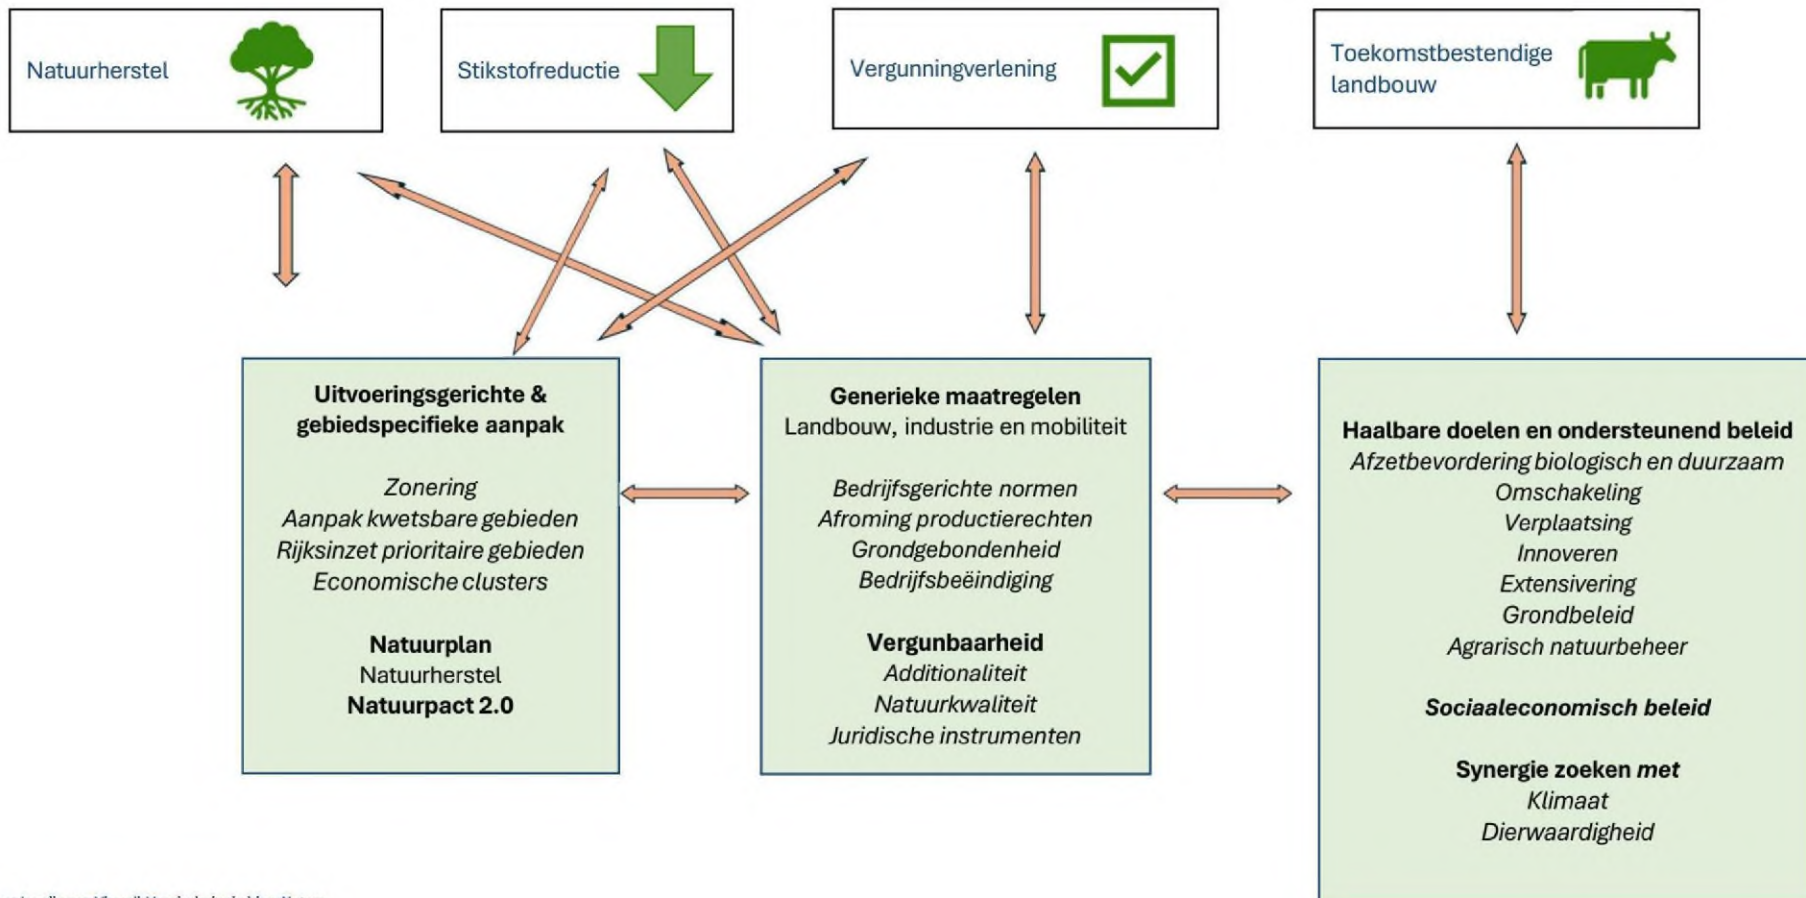 Natuurherstel
Stikstofreductie
Vergunningverlening
Toekomstbestendige
landbouw
Uitvoeringsgerichte &
gebiedspecifieke aanpak
Zonering
Aanpak kwetsbare gebieden
Rijksinzet prioritaire gebieden
Economische clusters
Natuurplan
Natuurherstel
Natuurpact 2.0
Generieke maatregelen
Landbouw, industrie en mobiliteit
Bedrijfsgerichte normen
Afroming productierechten
Grondgebondenheid
Bedrijfsbeëindiging
Vergunbaarheid
Additionaliteit
Natuurkwaliteit
Juridische instrumenten
Haalbare doelen en ondersteunend beleid
Afzetbevordering biologisch en duurzaam
Omschakeling
Verplaatsing
Innoveren
Extensivering
Grondbeleid
Agrarisch natuurbeheer
Sociaaleconomisch beleid
Synergie zoeken met
Klimaat
Dierwaardigheid